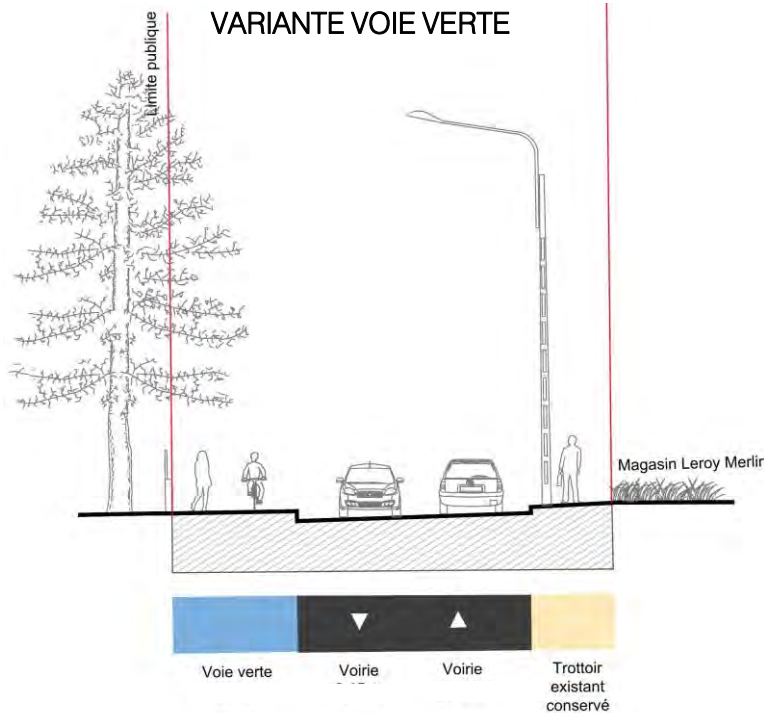 VARIANTE VOIE VERTE
Limite publique
Magasin Leroy Merlin
Voie verte
Voirie
Voirie
Trottoir
existant
conservé